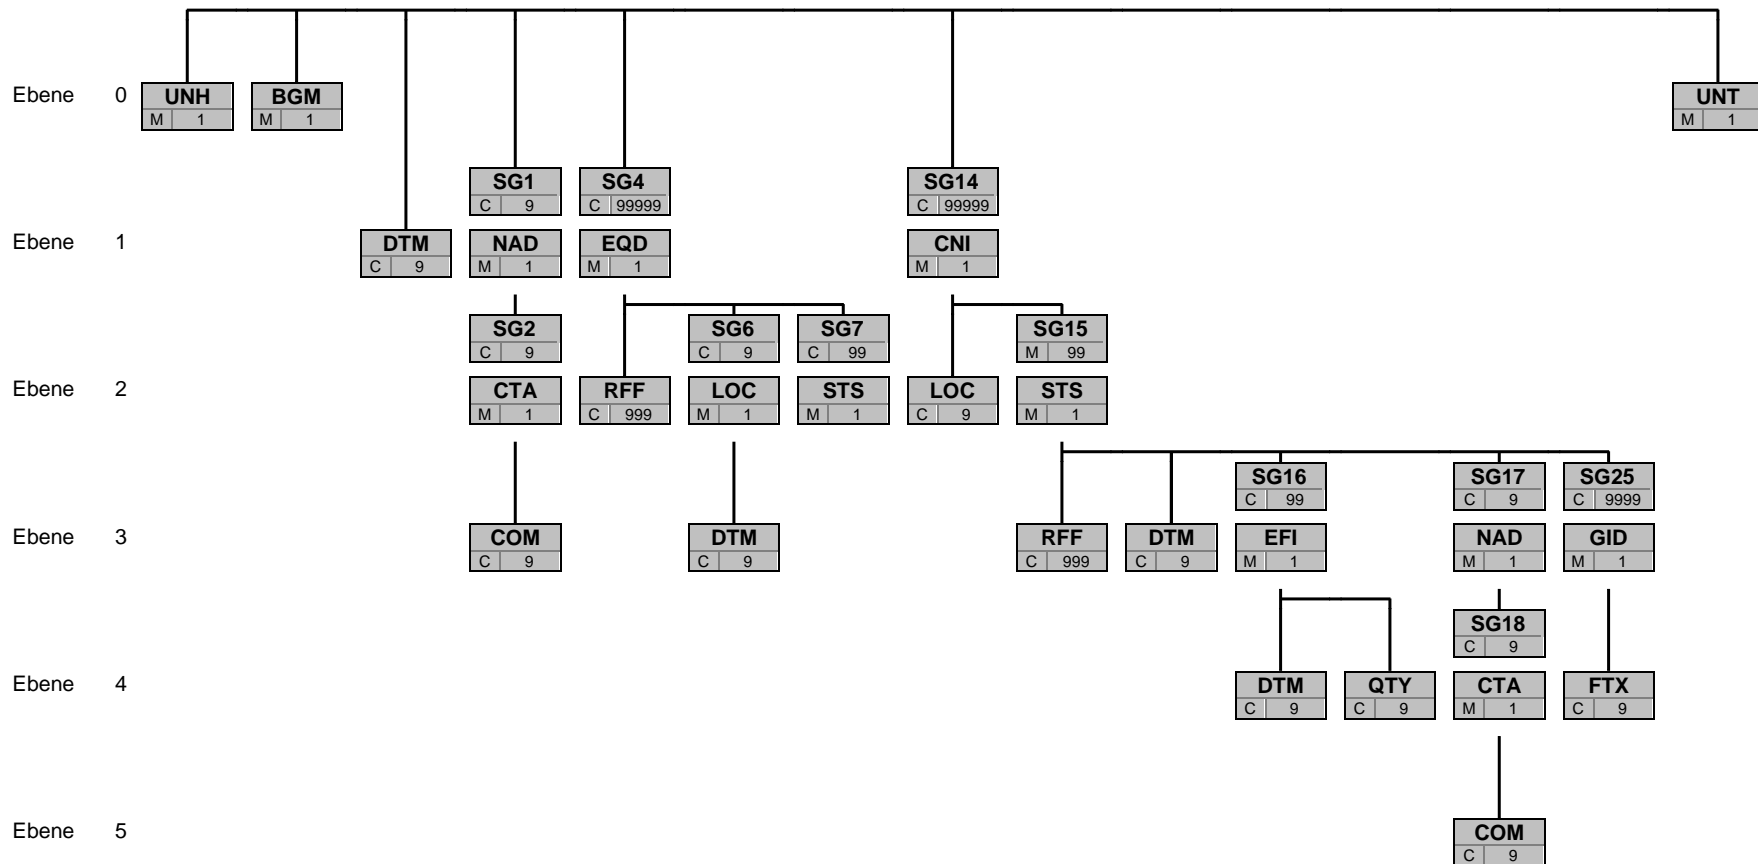 Ebene 0 UNH BGM UNT
M 1 M 1 M 1
SG1 SG4 SG14
C 9 C 99999 C 99999
Ebene 1 DTM NAD EQD CNI
C 9 M 1 M 1 M 1
SG2 SG6 SG7 SG15
C 9 C 9 C 99 M 99
Ebene 2 CTA RFF LOC STS LOC STS
M 1 C 999 M 1 M 1 C 9 M 1
SG16 SG17 SG25
C 99 C 9 C 9999
Ebene 3 COM DTM RFF DTM EFI NAD GID
C 9 C 9 C 999 C 9 M 1 M 1 M 1
SG18
C 9
Ebene 4 DTM QTY CTA FTX
C 9 C 9 M 1 C 9
Ebene 5 COM
C 9